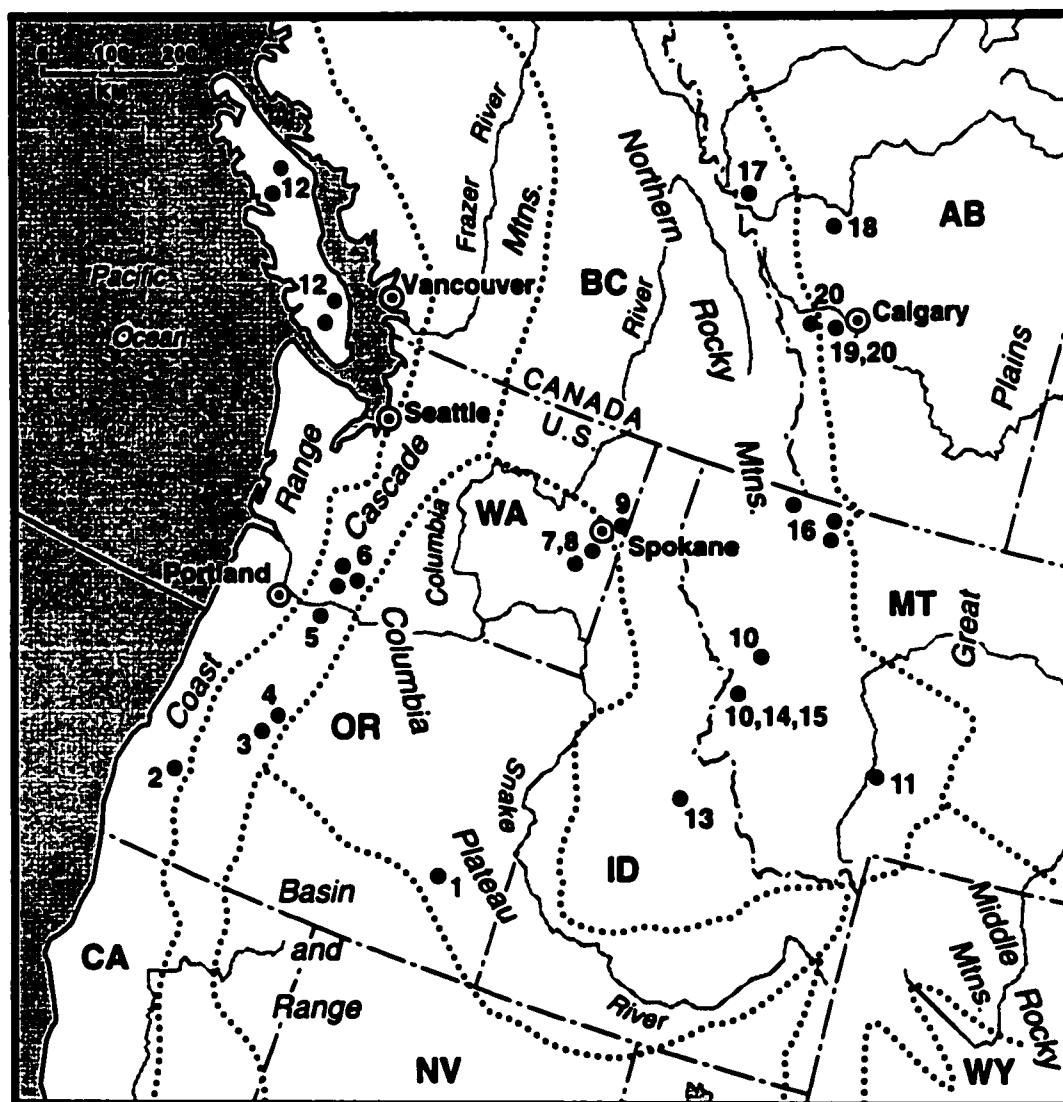 0 100 200
KM
Frazer River
Mtns.
Northern Rocky Mtns.
17
18
AB
12
Pacific Ocean
12
Vancouver
BC
River
20
Calgary
19,20
Plains
CANADA
U.S.
Seattle
Coast Range
Cascade
WA
Columbia
9
7,8
Spokane
16
Portland
6
5
Columbia
MT
Great
10
10,14,15
4
3
OR
2
Snake
11
13
1
Plateau
ID
Basin and Range
CA
River
Middle Rocky Mtns.
NV
WY